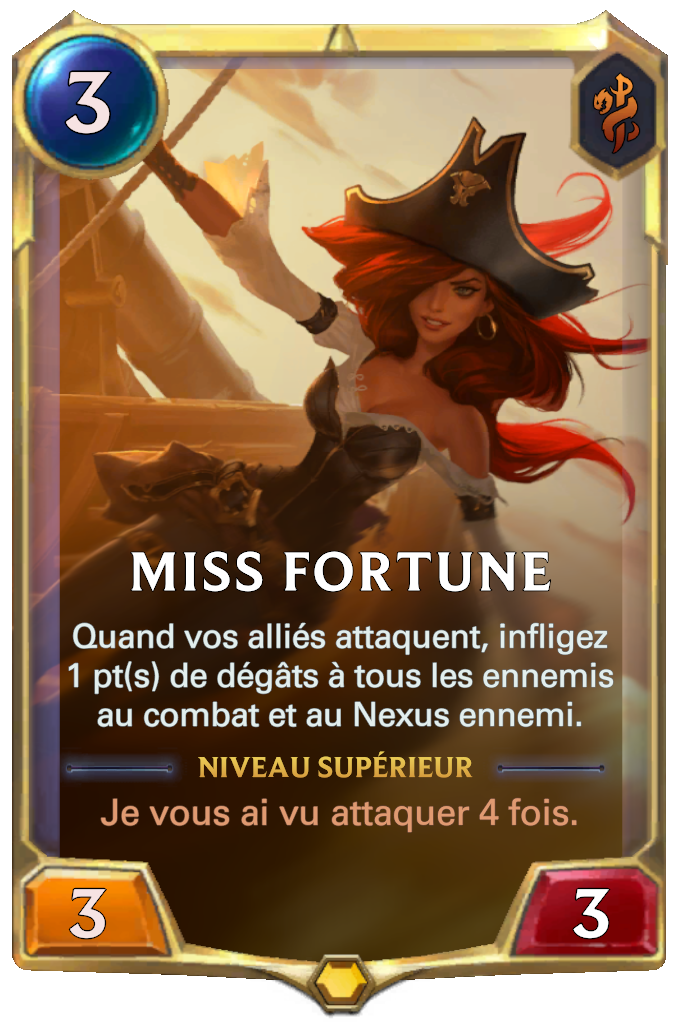 3
MISS FORTUNE
Quand vos alliés attaquent, infligez
1 pt(s) de dégâts à tous les ennemis
au combat et au Nexus ennemi.
NIVEAU SUPÉRIEUR
Je vous ai vu attaquer 4 fois.
3 3